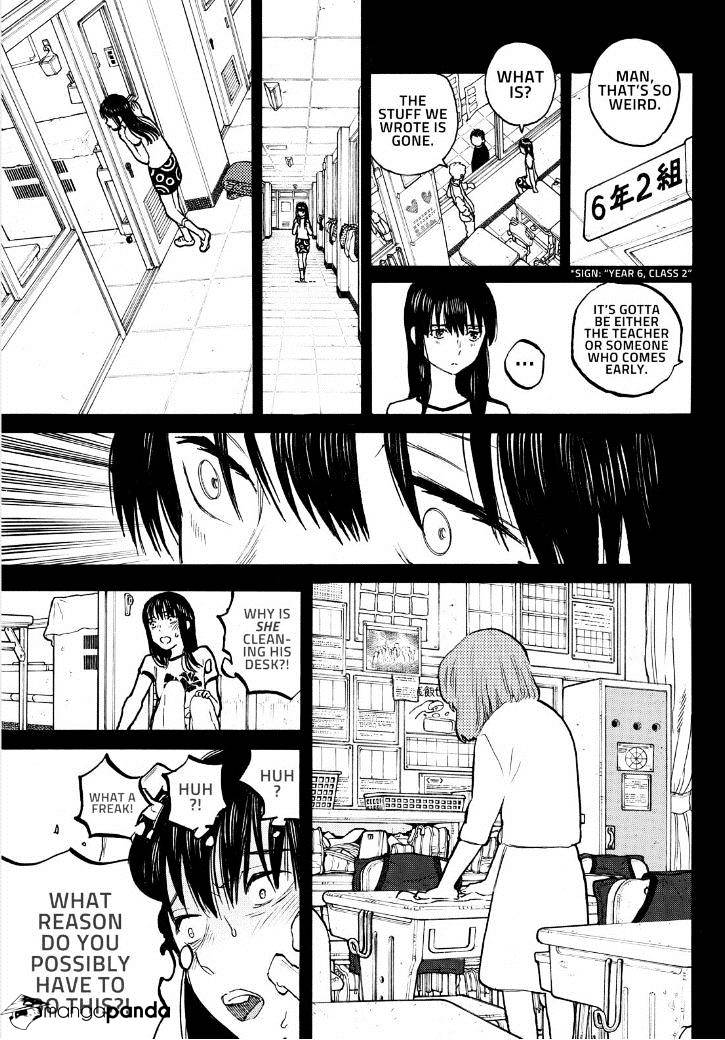 MAN,
THAT'S SO
WEIRD.
6年2組
*SIGN: "YEAR 6, CLASS 2"
WHAT
IS?
THE
STUFF WE
WROTE IS
GONE.
IT'S GOTTA
BE EITHER
THE TEACHER
OR SOMEONE
WHO COMES
EARLY.
...
WHY IS
SHE
CLEAN-
ING HIS
DESK?!
HUH
?
HUH
?!
WHAT A
FREAK!
WHAT
REASON
DO YOU
POSSIBLY
HAVE TO
DO THIS?!
mangapanda